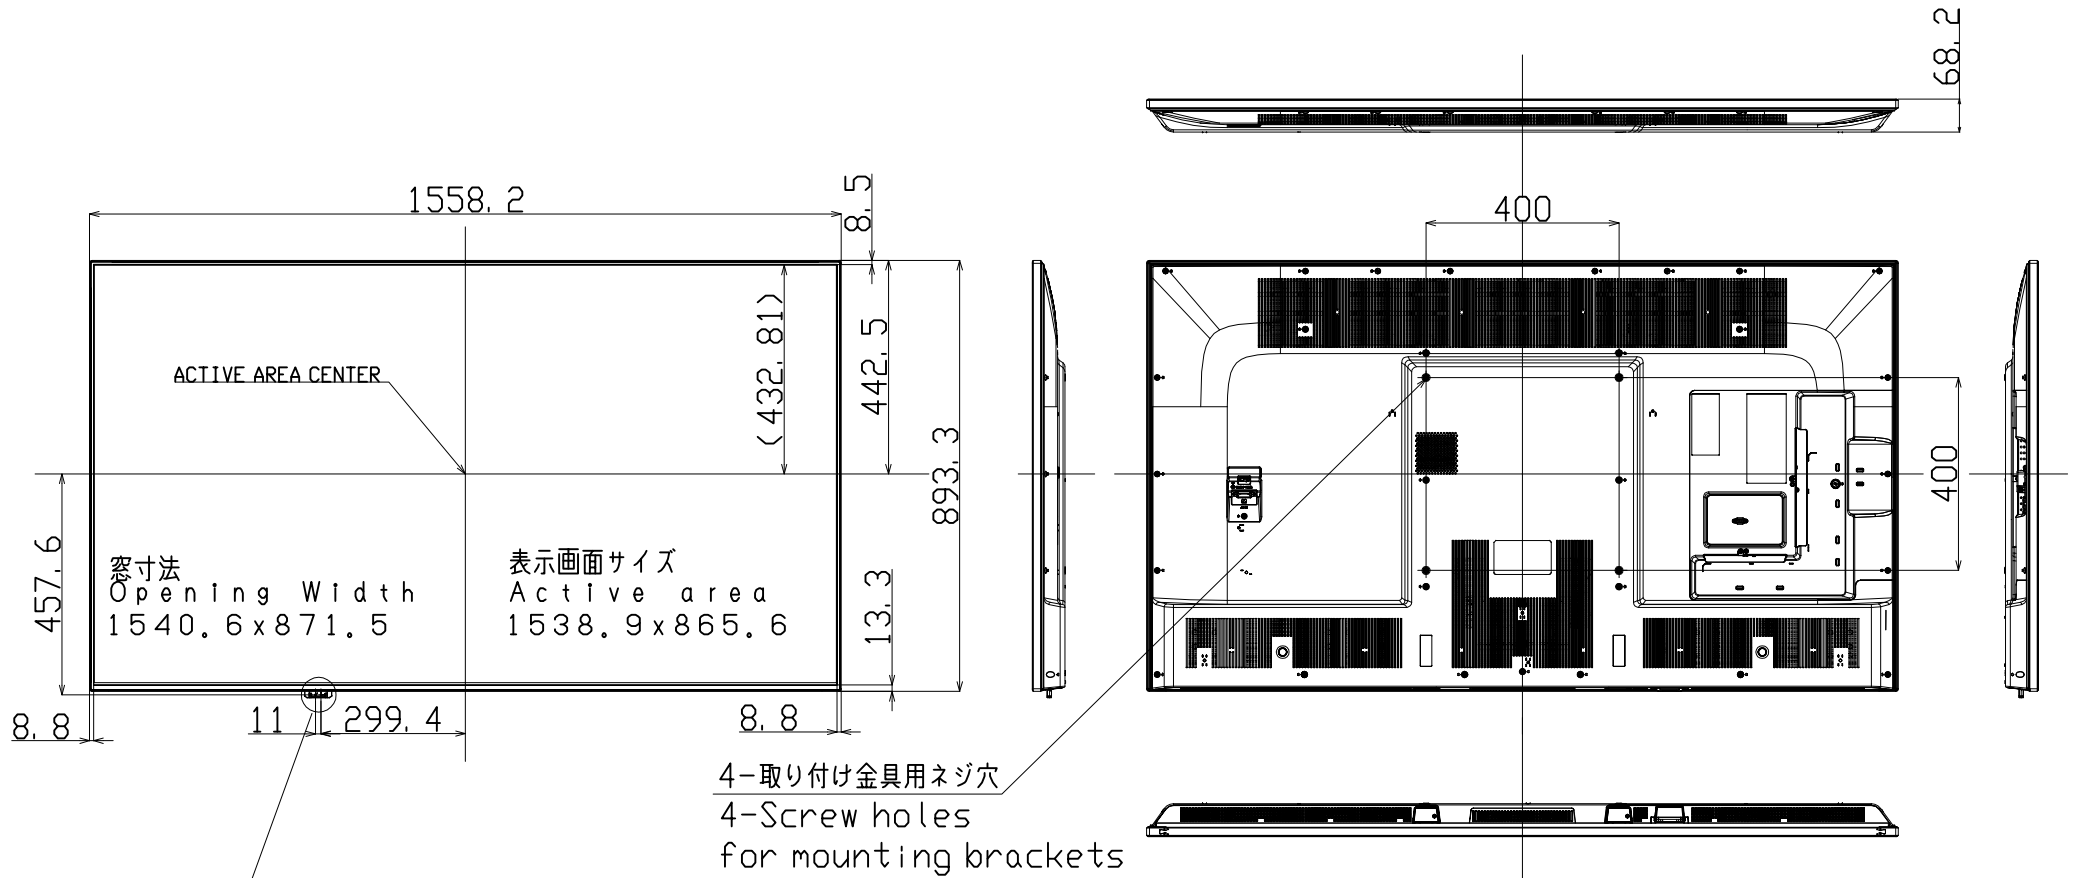 68.2
1558.2
8.5
400
(432.81)
442.5
ACTIVE AREA CENTER
893.3
400
457.6
窓寸法
Opening Width
1540.6x871.5
表示画面サイズ
Active area
1538.9x865.6
13.3
8.8
11
299.4
8.8
4-取り付け金具用ネジ穴
4-Screw holes
for mounting brackets